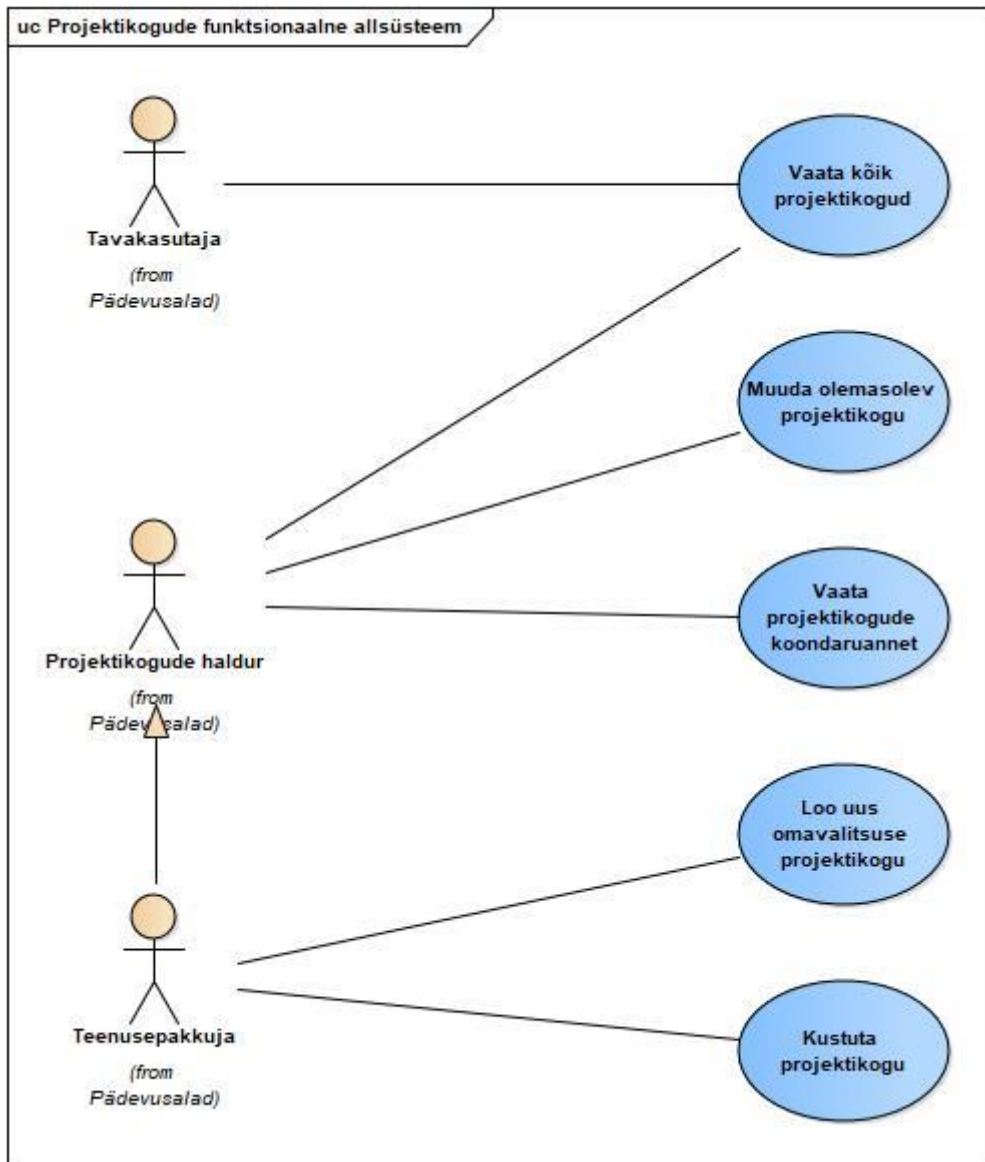 uc Projektikogude funktsionaalne allsüsteem
Tavakasutaja
(from
Pädevusalad)
Vaata kõik
projektikogud
Muuda olemasolev
projektikogu
Projektikogude haldur
(from
Pädevusalad)
Vaata
projektikogude
koondaruannet
Loo uus
omavalitsuse
projektikogu
Teenusepakkuja
(from
Pädevusalad)
Kustuta
projektikogu